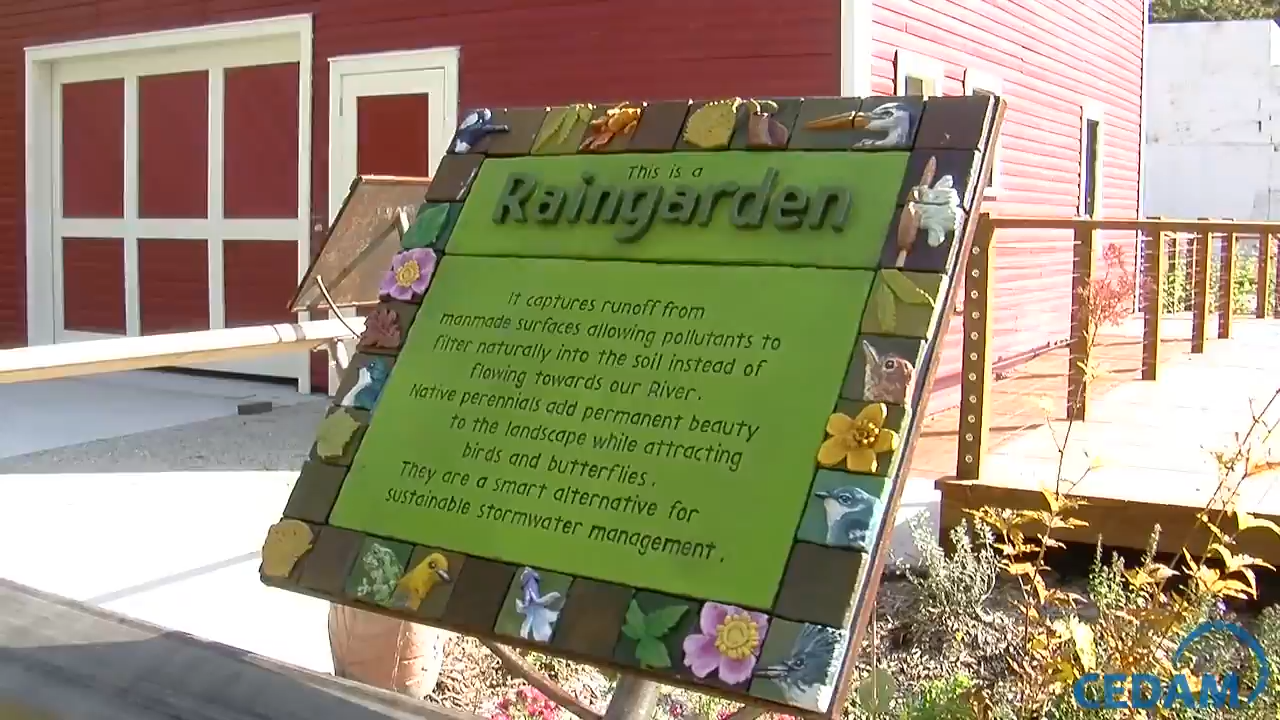 This is a
Raingarden
It captures runoff from
manmade surfaces allowing pollutants to
filter naturally into the soil instead of
flowing towards our River.
Native perennials add permanent beauty
to the landscape while attracting
birds and butterflies.
They are a smart alternative for
sustainable stormwater management.
CEDAM